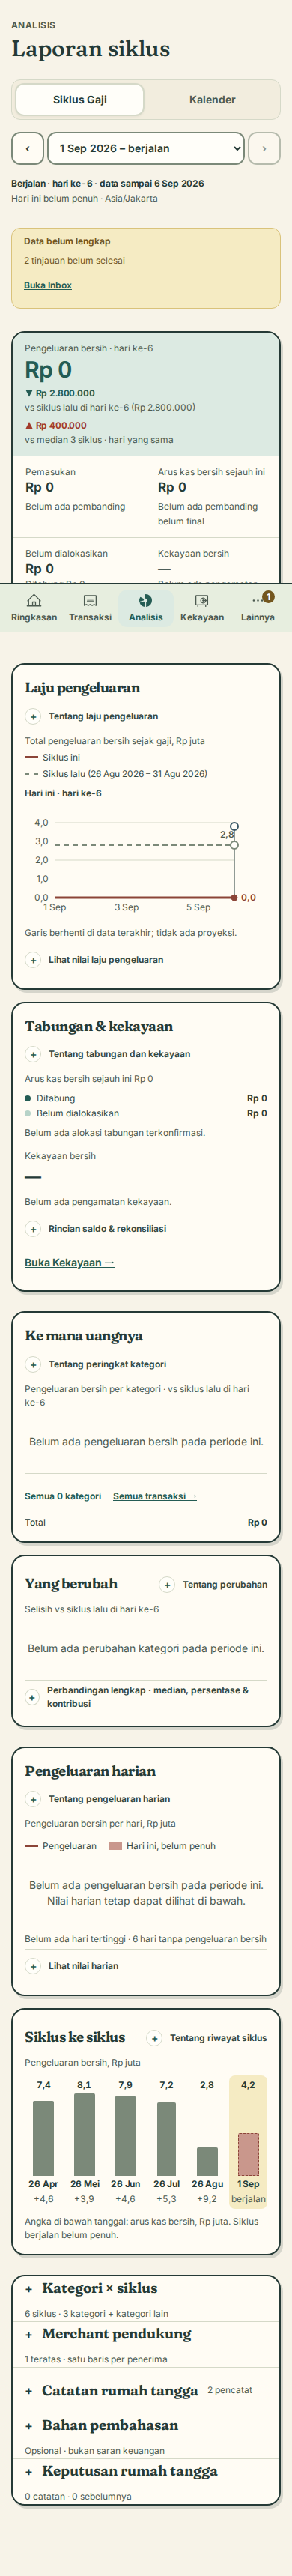 ANALISIS
Laporan siklus
Siklus Gaji
Kalender
‹
1 Sep 2026 – berjalan
›
Berjalan · hari ke-6 · data sampai 6 Sep 2026
Hari ini belum penuh · Asia/Jakarta
Data belum lengkap
2 tinjauan belum selesai
Buka Inbox
Pengeluaran bersih · hari ke-6
Rp 0
▼ Rp 2.800.000
vs siklus lalu di hari ke-6 (Rp 2.800.000)
▲ Rp 400.000
vs median 3 siklus · hari yang sama
Pemasukan
Rp 0
Belum ada pembanding
Arus kas bersih sejauh ini
Rp 0
Belum ada pembanding
belum final
Belum dialokasikan
Rp 0
Kekayaan bersih
—
Ringkasan
Transaksi
Analisis
Kekayaan
Lainnya
1
Laju pengeluaran
+ Tentang laju pengeluaran
Total pengeluaran bersih sejak gaji, Rp juta
Siklus ini
Siklus lalu (26 Agu 2026 – 31 Agu 2026)
Hari ini · hari ke-6
4,0
3,0
2,0
1,0
0,0
2,8
0,0
1 Sep
3 Sep
5 Sep
Garis berhenti di data terakhir; tidak ada proyeksi.
+ Lihat nilai laju pengeluaran
Tabungan & kekayaan
+ Tentang tabungan dan kekayaan
Arus kas bersih sejauh ini Rp 0
Ditabung Rp 0
Belum dialokasikan Rp 0
Belum ada alokasi tabungan terkonfirmasi.
Kekayaan bersih
—
Belum ada pengamatan kekayaan.
+ Rincian saldo & rekonsiliasi
Buka Kekayaan →
Ke mana uangnya
+ Tentang peringkat kategori
Pengeluaran bersih per kategori · vs siklus lalu di hari
ke-6
Belum ada pengeluaran bersih pada periode ini.
Semua 0 kategori Semua transaksi →
Total Rp 0
Yang berubah
+ Tentang perubahan
Selisih vs siklus lalu di hari ke-6
Belum ada perubahan kategori pada periode ini.
+ Perbandingan lengkap · median, persentase &
kontribusi
Pengeluaran harian
+ Tentang pengeluaran harian
Pengeluaran bersih per hari, Rp juta
Pengeluaran Hari ini, belum penuh
Belum ada pengeluaran bersih pada periode ini.
Nilai harian tetap dapat dilihat di bawah.
Belum ada hari tertinggi · 6 hari tanpa pengeluaran bersih
+ Lihat nilai harian
Siklus ke siklus
+ Tentang riwayat siklus
Pengeluaran bersih, Rp juta
7,4 8,1 7,9 7,2 2,8 4,2
26 Apr 26 Mei 26 Jun 26 Jul 26 Agu 1 Sep
+4,6 +3,9 +4,6 +5,3 +9,2 berjalan
Angka di bawah tanggal: arus kas bersih, Rp juta. Siklus
berjalan belum penuh.
+ Kategori × siklus
6 siklus · 3 kategori + kategori lain
+ Merchant pendukung
1 teratas · satu baris per penerima
+ Catatan rumah tangga 2 pencatat
+ Bahan pembahasan
Opsional · bukan saran keuangan
+ Keputusan rumah tangga
0 catatan · 0 sebelumnya